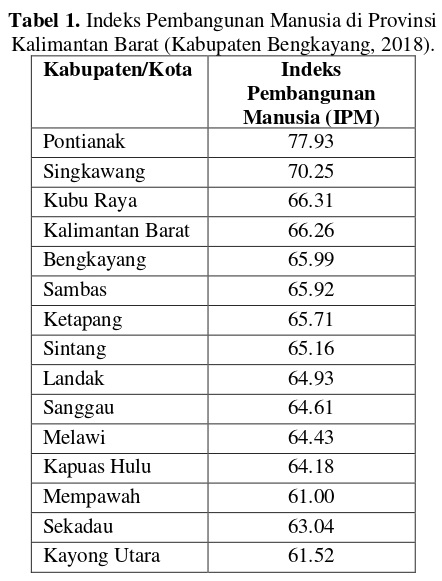 Tabel 1. Indeks Pembangunan Manusia di Provinsi
Kalimantan Barat (Kabupaten Bengkayang, 2018).
Kabupaten/Kota Indeks
Pembangunan
Manusia (IPM)
Pontianak 77.93
Singkawang 70.25
Kubu Raya 66.31
Kalimantan Barat 66.26
Bengkayang 65.99
Sambas 65.92
Ketapang 65.71
Sintang 65.16
Landak 64.93
Sanggau 64.61
Melawi 64.43
Kapuas Hulu 64.18
Mempawah 61.00
Sekadau 63.04
Kayong Utara 61.52